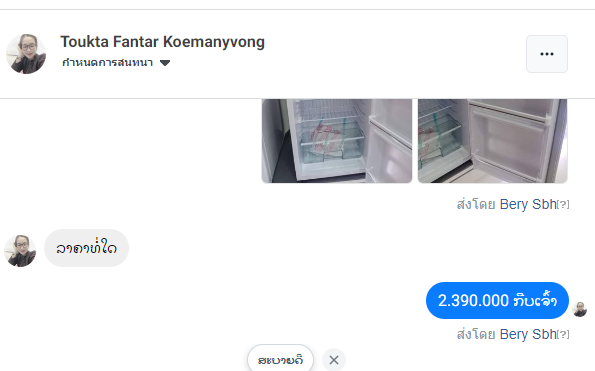 Toukta Fantar Koemanyvong
กำหนดการสนทนา
ส่งโดย Bery Sbh[?]
ລາຄາທໍ່ໃດ
2.390.000 ກີບເຈົ້າ
ส่งโดย Bery Sbh[?]
ສະບາຍດີ